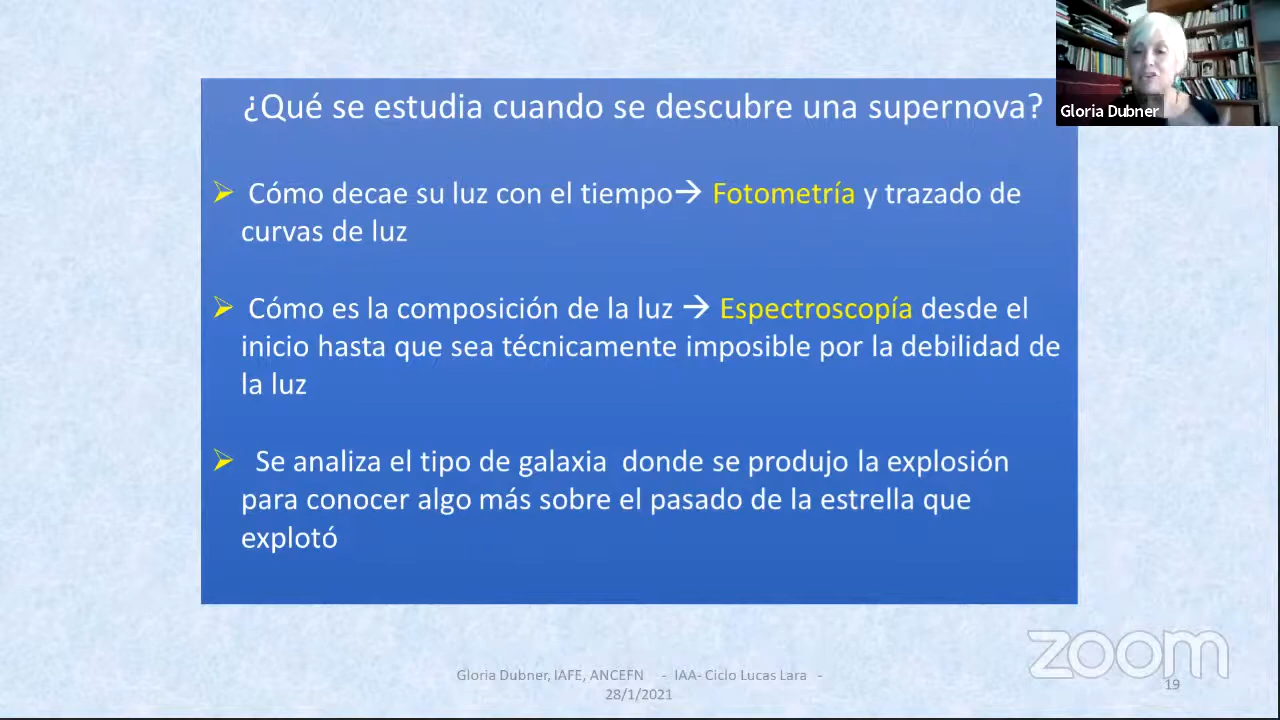 ¿Qué se estudia cuando se descubre una supernova?
Gloria Dubner
➢ Cómo decae su luz con el tiempo→ Fotometría y trazado de
curvas de luz
➢ Cómo es la composición de la luz → Espectroscopía desde el
inicio hasta que sea técnicamente imposible por la debilidad de
la luz
➢ Se analiza el tipo de galaxia donde se produjo la explosión
para conocer algo más sobre el pasado de la estrella que
explotó
zoom
Gloria Dubner, IAFE, ANCEFN - IAA- Ciclo Lucas Lara -
28/1/2021
19